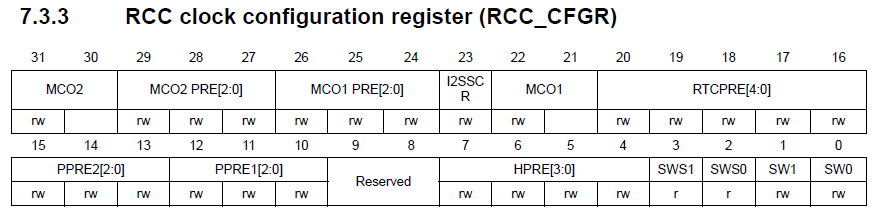 7.3.3 RCC clock configuration register (RCC_CFGR)
31 30 29 28 27 26 25 24 23 22 21 20 19 18 17 16
MCO2 MCO2 PRE[2:0] MCO1 PRE[2:0] I2SSC
R MCO1 RTCPRE[4:0]
rw rw rw rw rw rw rw rw rw rw rw rw rw rw
15 14 13 12 11 10 9 8 7 6 5 4 3 2 1 0
PPRE2[2:0] PPRE1[2:0] Reserved HPRE[3:0] SWS1 SWS0 SW1 SW0
rw rw rw rw rw rw rw rw rw rw r r rw rw